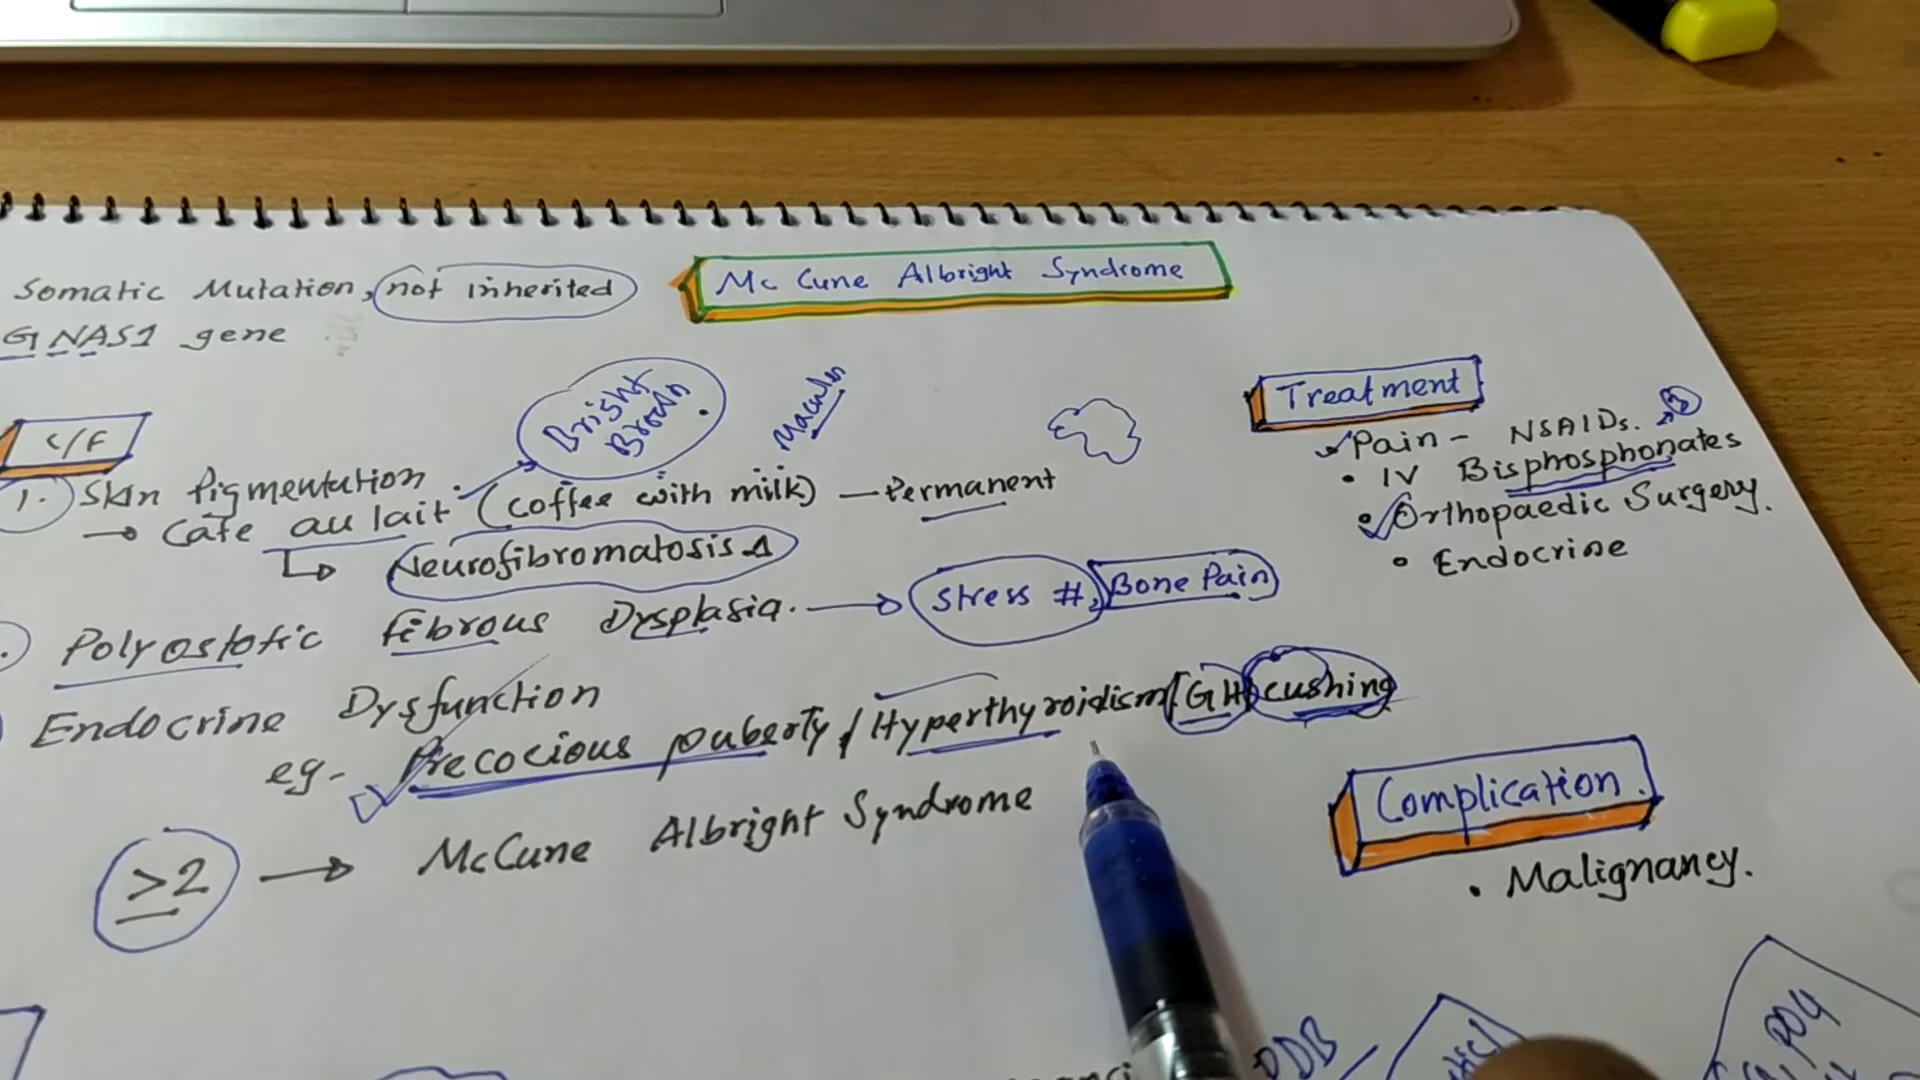 Mc Cune Albright Syndrome
Somatic Mutation, not inherited
GNAS1 gene
C/F
Bright Brown
Macules
1. Skin Pigmentation
→ Cafe au lait (coffee with milk) — Permanent
Neurofibromatosis 1
Polyostotic fibrous Dysplasia. → Stress #, Bone Pain
Endocrine Dysfunction
eg- Precocious puberty / Hyperthyroidism / GH / cushing
≥2 → McCune Albright Syndrome
Treatment
Pain - NSAIDs.
• IV Bisphosphonates
• Orthopaedic Surgery.
• Endocrine
Complication.
• Malignancy.